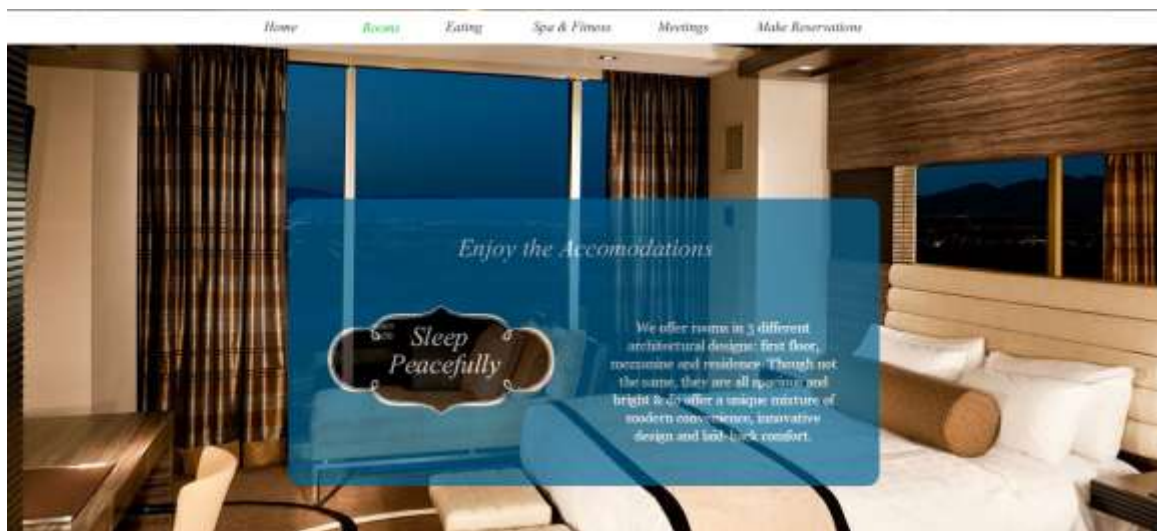 Home Rooms Eating Spa & Fitness Meetings Make Reservations
Enjoy the Accomodations
Sleep
Peacefully
We offer rooms in 3 different
architectural designs: first floor,
mezzanine and residence. Though not
the same, they are all spacious and
bright & do offer a unique mixture of
modern convenience, innovative
design and laid-back comfort.